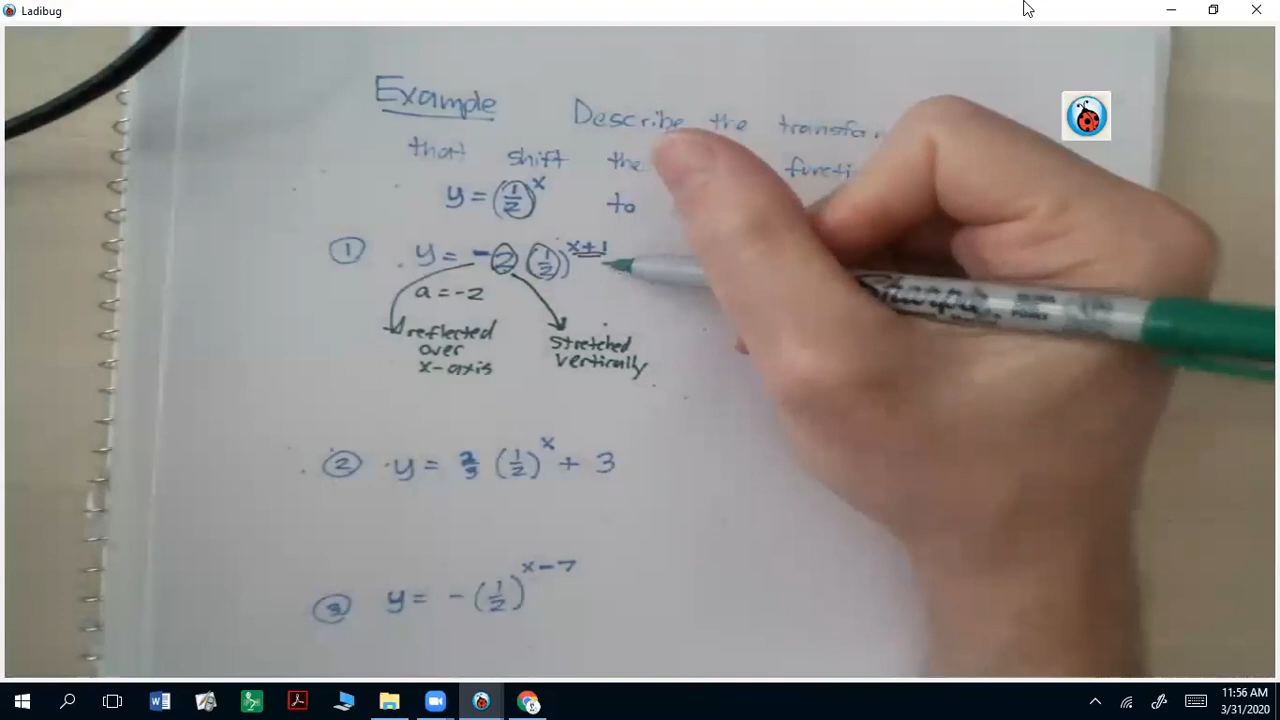 Ladibug
Example Describe the
that shift the
y = (1/2)^x to
① y = -2 (1/2)^x+1
a = -2
reflected
over
x-axis
Stretched
vertically
② y = 2/3 (1/2)^x + 3
③ y = -(1/2)^x-7
Sharpie
11:56 AM
3/31/2020